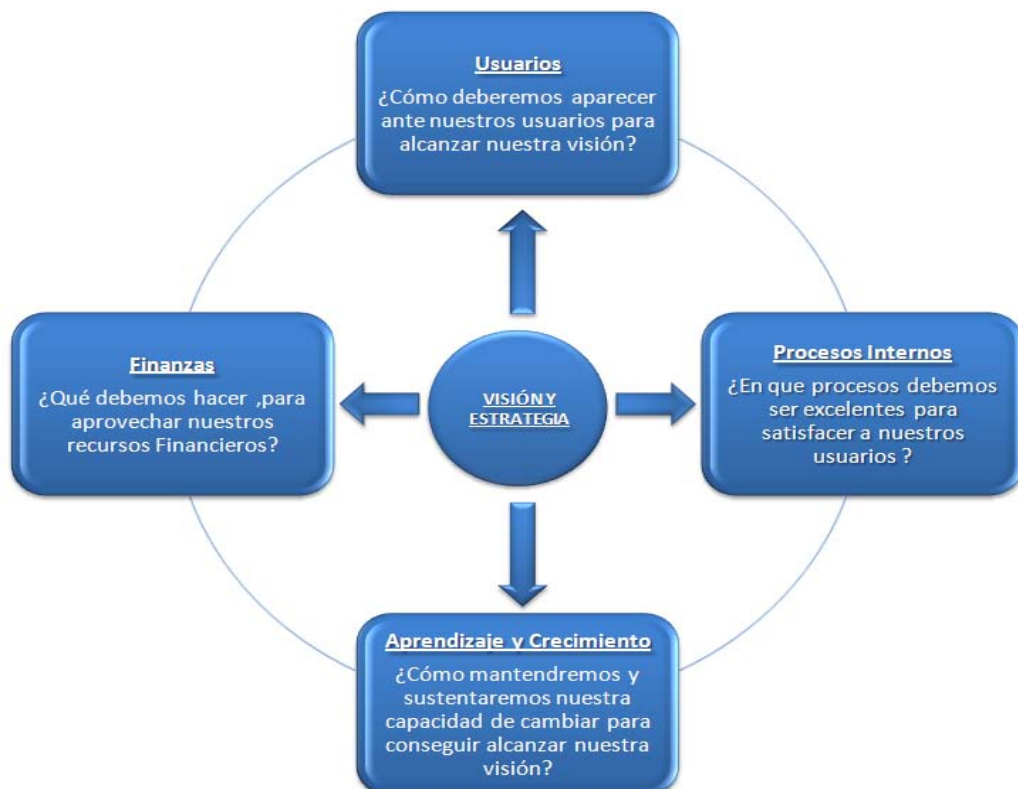 Usuarios
¿Cómo deberemos aparecer
ante nuestros usuarios para
alcanzar nuestra visión?
Finanzas
¿Qué debemos hacer ,para
aprovechar nuestros
recursos Financieros?
VISIÓN Y
ESTRATEGIA
Procesos Internos
¿En que procesos debemos
ser excelentes para
satisfacer a nuestros
usuarios ?
Aprendizaje y Crecimiento
¿Cómo mantendremos y
sustentaremos nuestra
capacidad de cambiar para
conseguir alcanzar nuestra
visión?